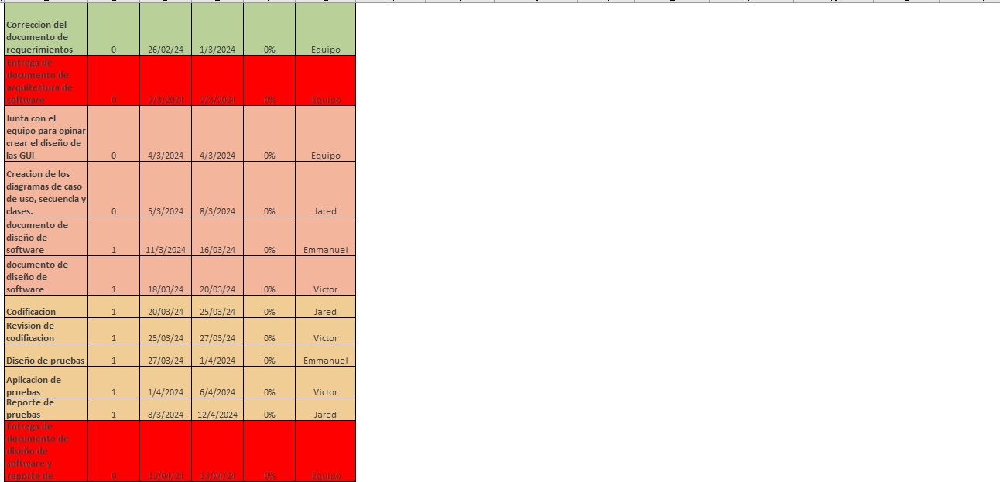 Correccion del
documento de
requerimientos 0 26/02/24 1/3/2024 0% Equipo
Entrega de
documento de
arquitectura de
software 0 2/3/2024 2/3/2024 0% Equipo
Junta con el
equipo para opinar
crear el diseño de
las GUI 0 4/3/2024 4/3/2024 0% Equipo
Creacion de los
diagramas de caso
de uso, secuencia y
clases. 0 5/3/2024 8/3/2024 0% Jared
documento de
diseño de
software 1 11/3/2024 16/03/24 0% Emmanuel
documento de
diseño de
software 1 18/03/24 20/03/24 0% Victor
Codificacion 1 20/03/24 25/03/24 0% Jared
Revision de
codificacion 1 25/03/24 27/03/24 0% Victor
Diseño de pruebas 1 27/03/24 1/4/2024 0% Emmanuel
Aplicacion de
pruebas 1 1/4/2024 6/4/2024 0% Victor
Reporte de
pruebas 1 8/3/2024 12/4/2024 0% Jared
Entrega de
documento de
diseño de
software y
reporte de 0 13/04/24 0% Equipo